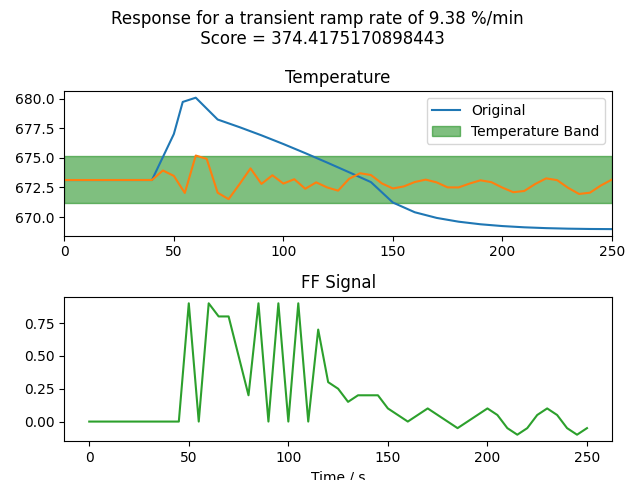 Response for a transient ramp rate of 9.38 %/min
Score = 374.4175170898443
Temperature
680.0
677.5
675.0
672.5
670.0
Original
Temperature Band
0 50 100 150 200 250
FF Signal
0.75
0.50
0.25
0.00
0 50 100 150 200 250
Time / s